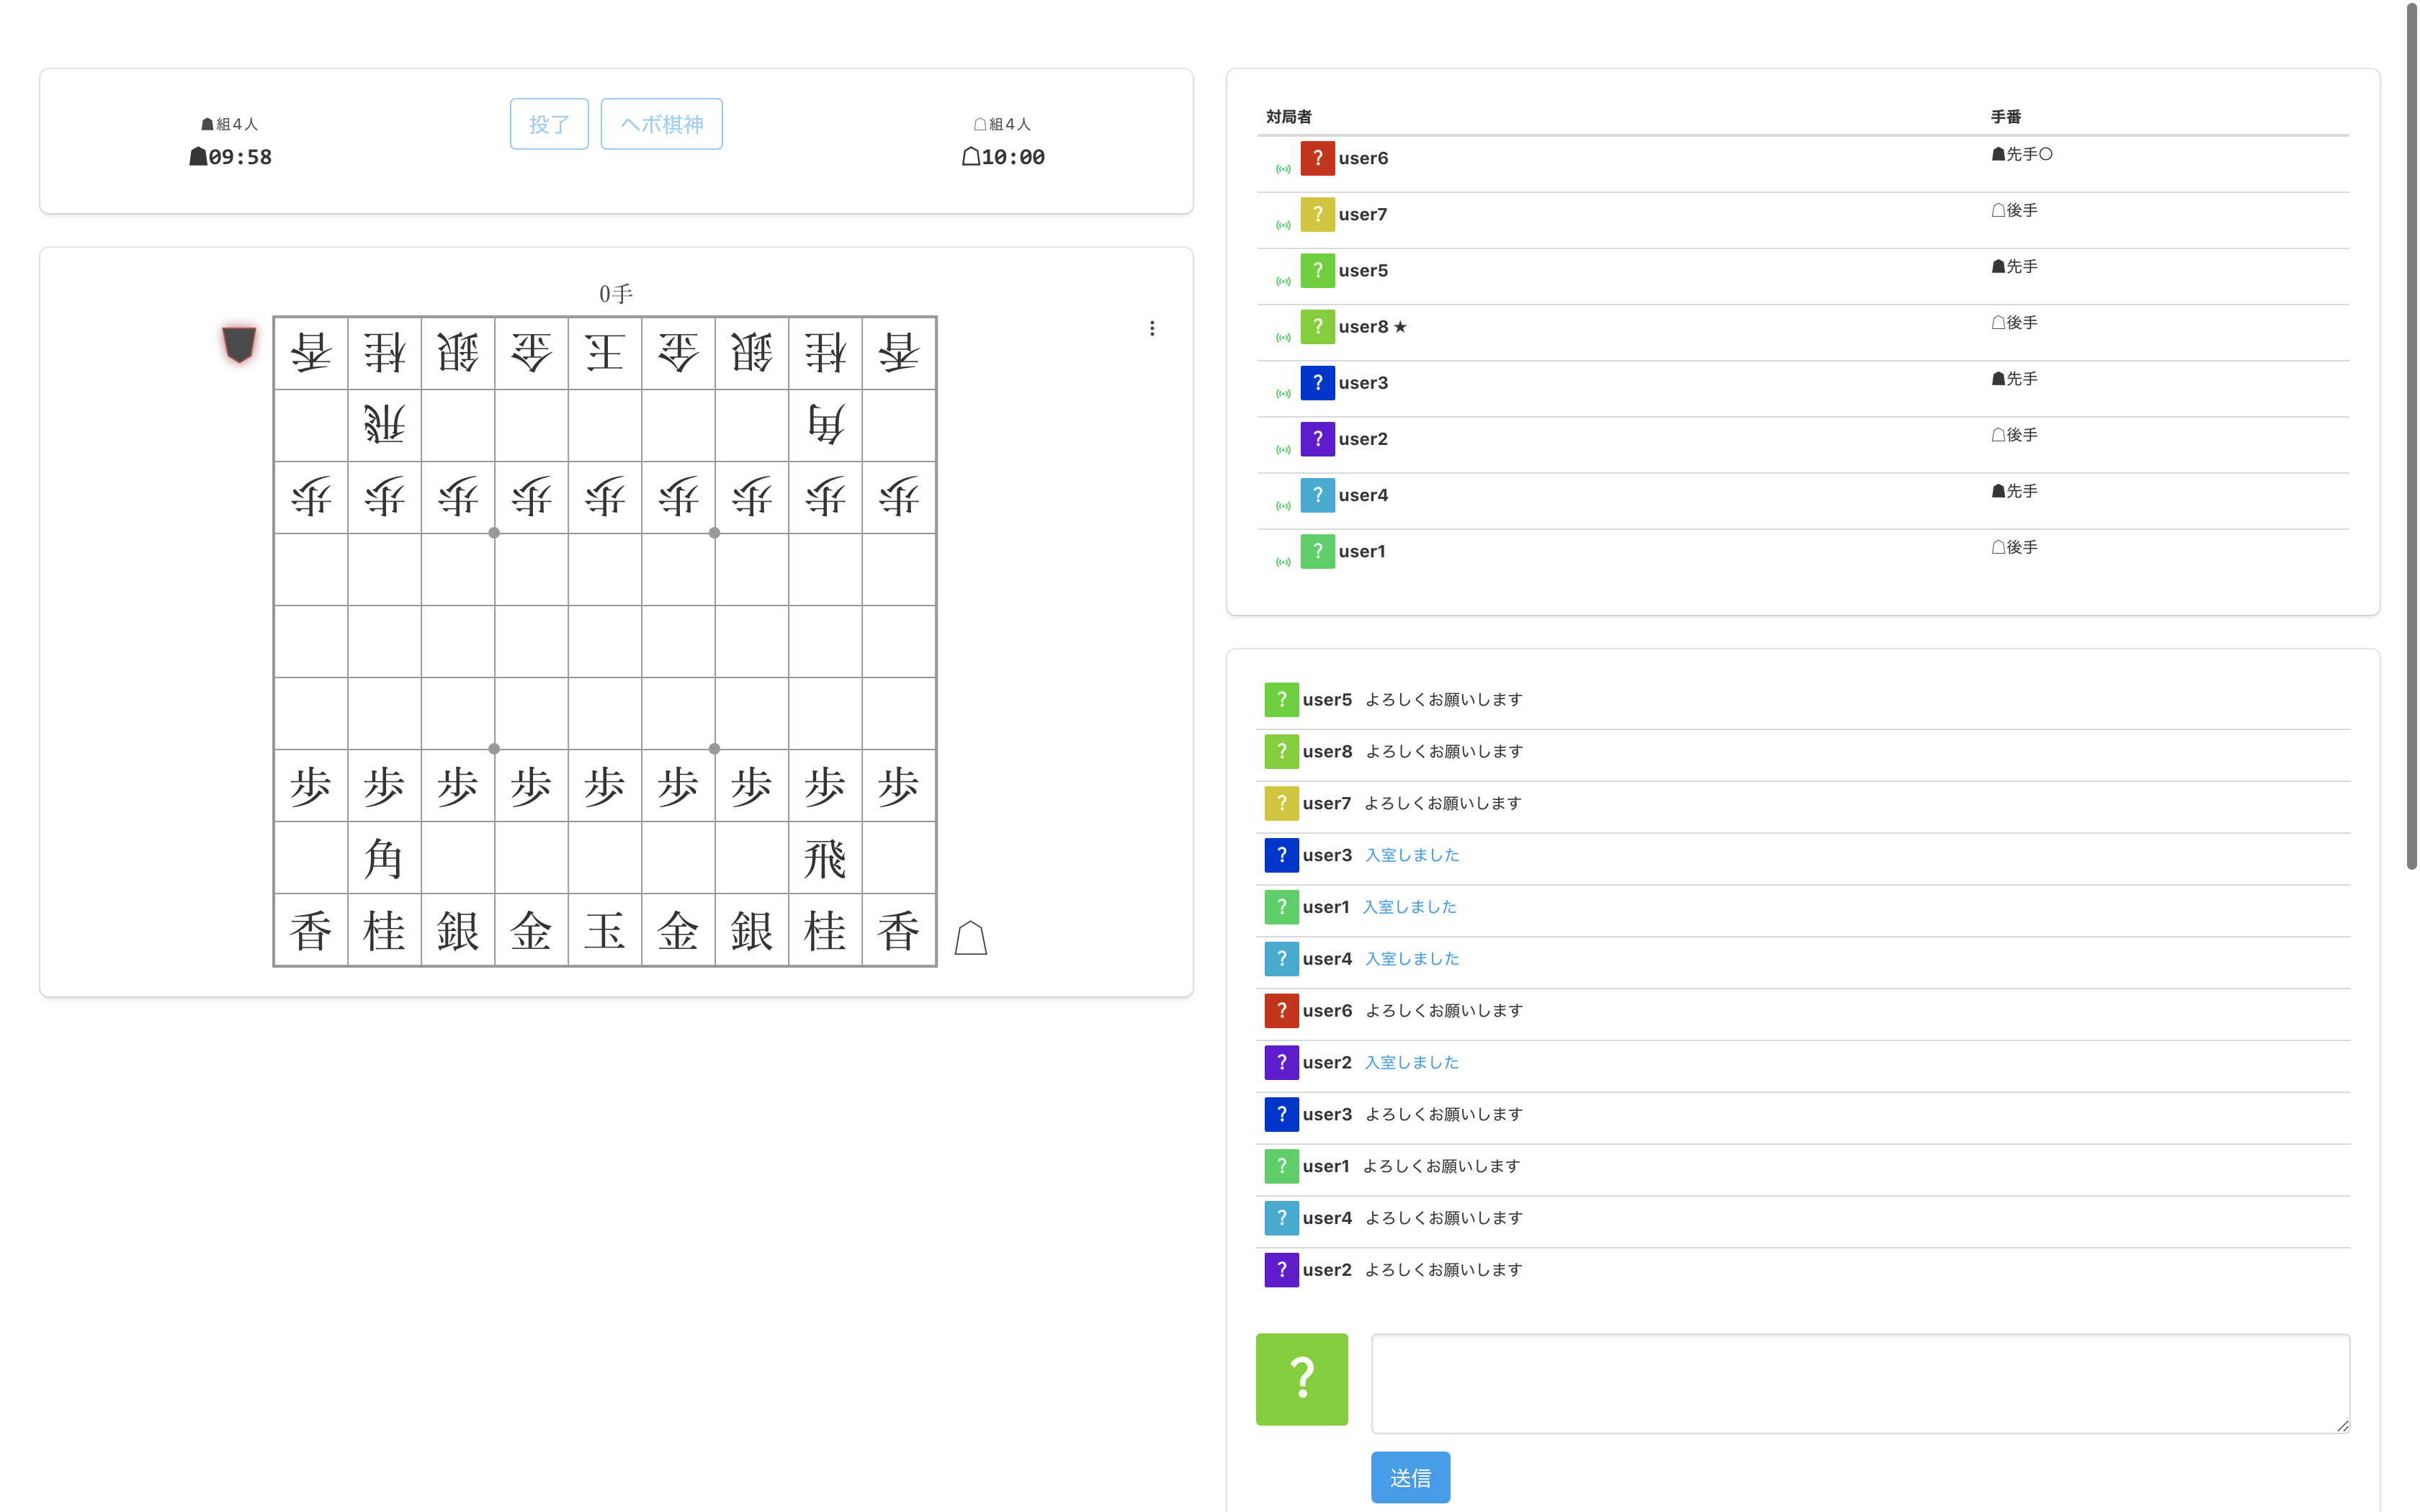 ☗組4人
投了
ヘボ棋神
☖組4人
☗09:58
☖10:00
0手
香桂銀金玉金銀桂香
飛角
歩歩歩歩歩歩歩歩歩
歩歩歩歩歩歩歩歩歩
角飛
香桂銀金玉金銀桂香
対局者 手番
? user6 ☗先手○
? user7 ☖後手
? user5 ☗先手
? user8 ★ ☖後手
? user3 ☗先手
? user2 ☖後手
? user4 ☗先手
? user1 ☖後手
? user5 よろしくお願いします
? user8 よろしくお願いします
? user7 よろしくお願いします
? user3 入室しました
? user1 入室しました
? user4 入室しました
? user6 よろしくお願いします
? user2 入室しました
? user3 よろしくお願いします
? user1 よろしくお願いします
? user4 よろしくお願いします
? user2 よろしくお願いします
?
送信